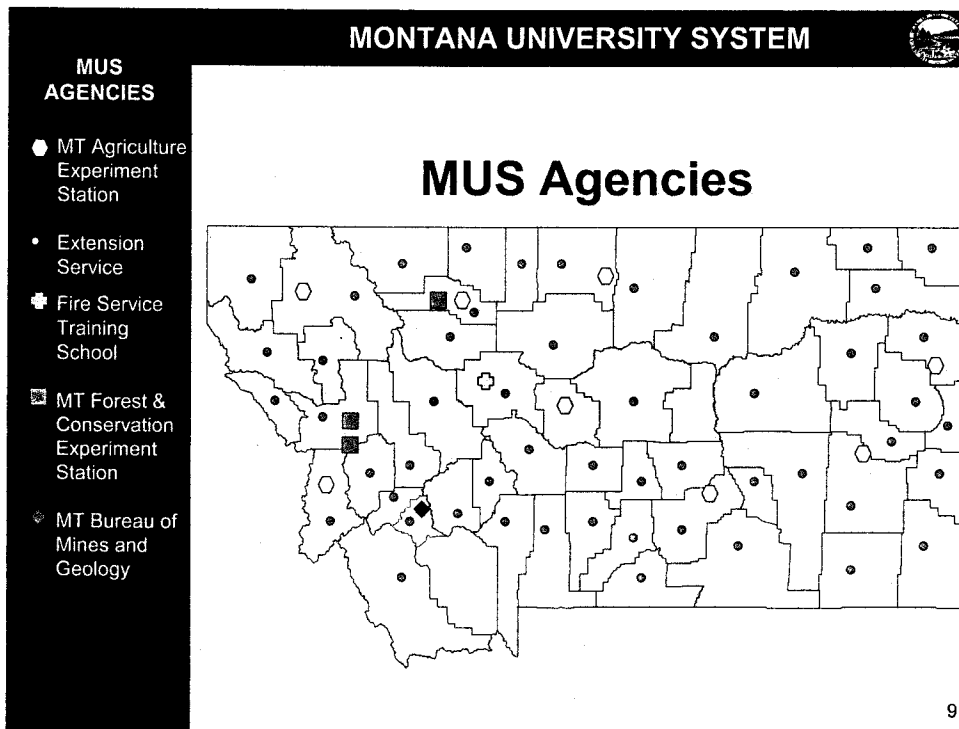 MONTANA UNIVERSITY SYSTEM
MUS
AGENCIES
MT Agriculture
Experiment
Station
Extension
Service
Fire Service
Training
School
MT Forest &
Conservation
Experiment
Station
MT Bureau of
Mines and
Geology
MUS Agencies
9